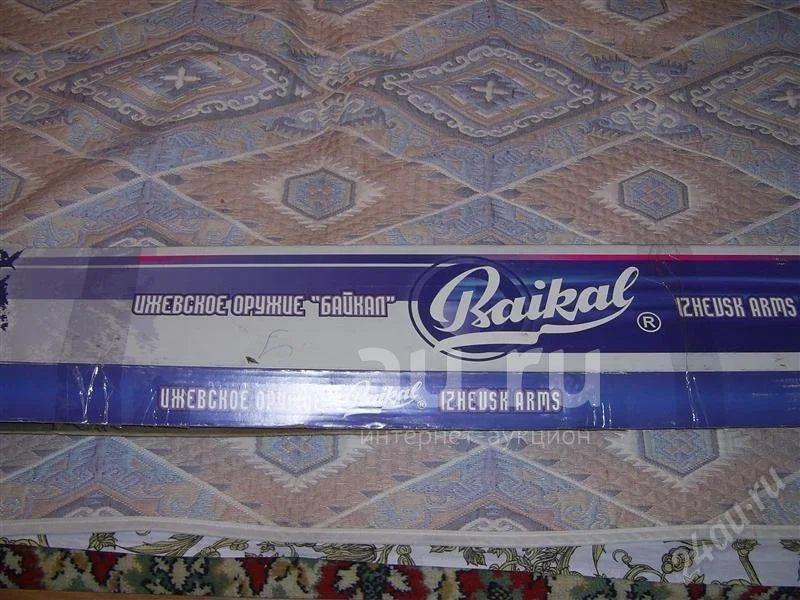 ИЖЕВСКОЕ ОРУЖИЕ "БАЙКАЛ" Baikal ® IZHEVSK ARMS
au.ru
ИЖЕВСКОЕ Baikal ® IZHEVSK ARMS
интернет-аукцион
24au.ru